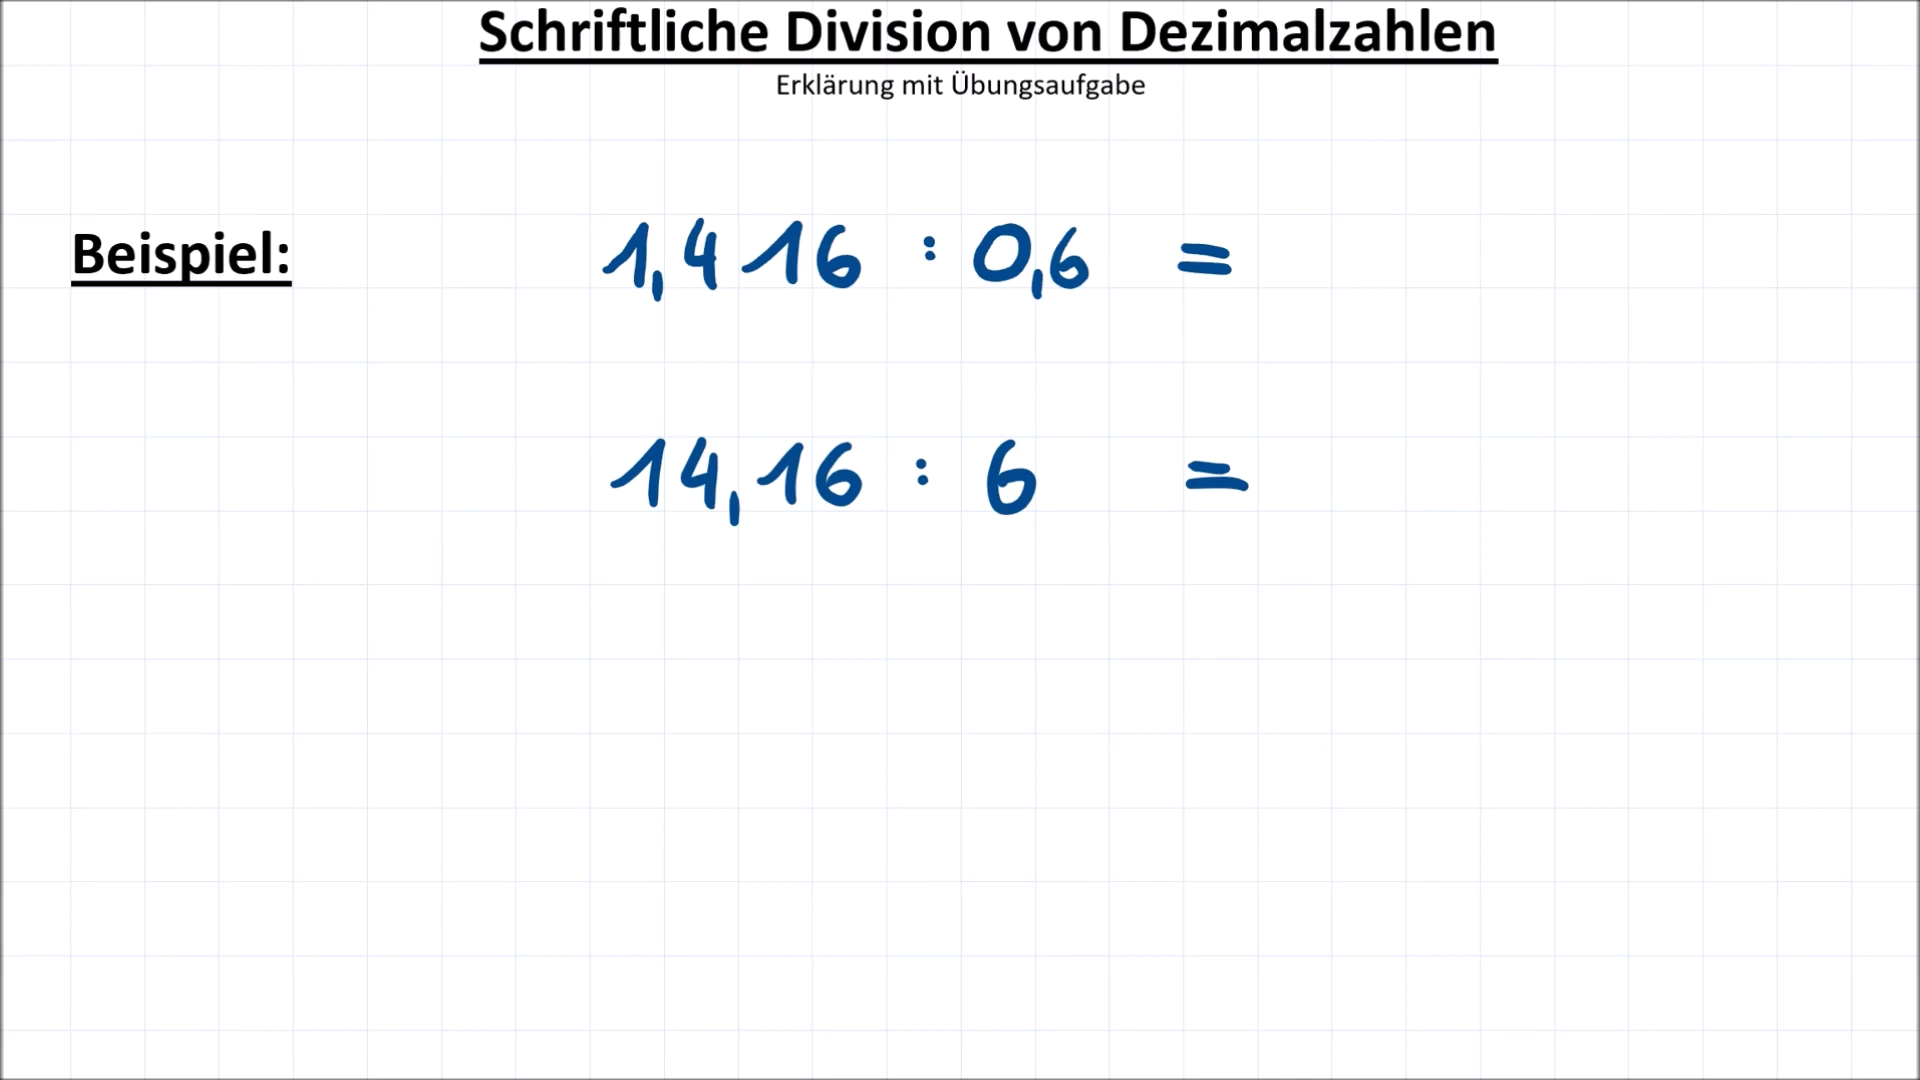 Schriftliche Division von Dezimalzahlen
Erklärung mit Übungsaufgabe
Beispiel: 1,416 : 0,6 =
14,16 : 6 =